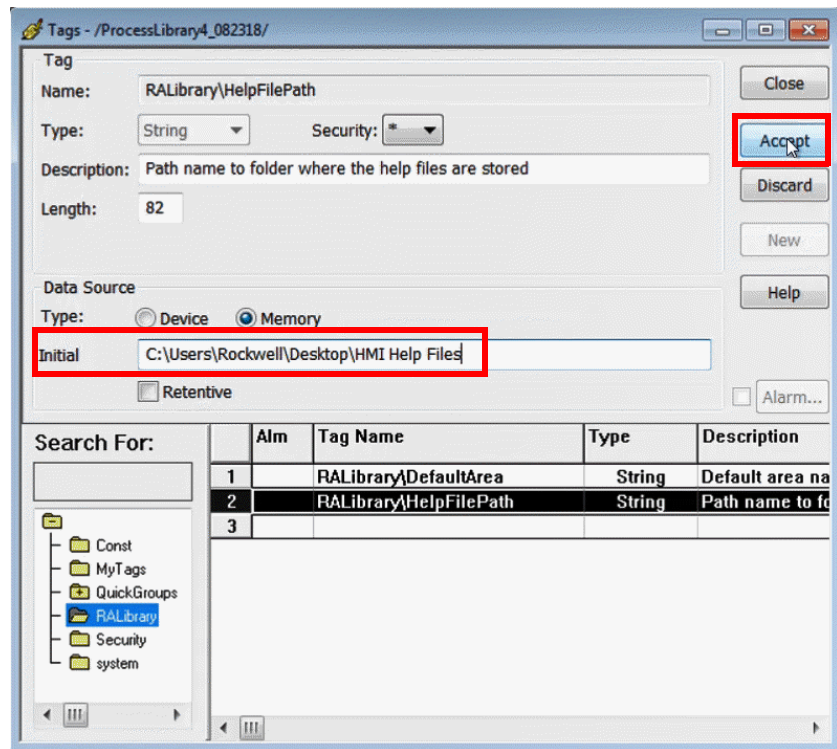 Tags - /ProcessLibrary4_082318/
Tag
Name: RALibrary\HelpFilePath
Close
Type: String Security: *
Accept
Description: Path name to folder where the help files are stored
Discard
Length: 82
New
Data Source
Help
Type: Device Memory
Initial C:\Users\Rockwell\Desktop\HMI Help Files
Retentive
Alarm...
Search For:
Alm Tag Name Type Description
1 RALibrary\DefaultArea String Default area na
2 RALibrary\HelpFilePath String Path name to fo
3
Const
MyTags
QuickGroups
RALibrary
Security
system